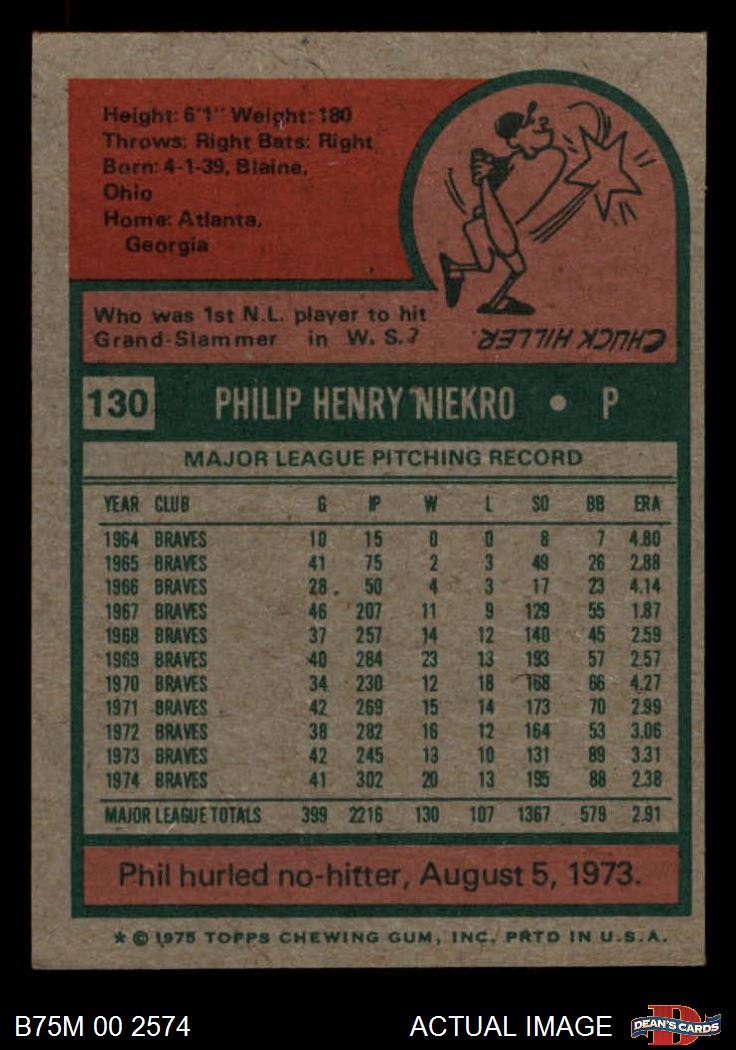 Height: 6'1" Weight: 180
Throws: Right Bats: Right
Born: 4-1-39, Blaine,
Ohio
Home: Atlanta,
Georgia
Who was 1st N.L. player to hit
Grand-Slammer in W. S.?
CHUCK HILLER.
130 PHILIP HENRY NIEKRO • P
MAJOR LEAGUE PITCHING RECORD
YEAR CLUB G IP W L SO BB ERA
1964 BRAVES 10 15 0 0 8 7 4.80
1965 BRAVES 41 75 2 3 49 26 2.88
1966 BRAVES 28 50 4 3 17 23 4.14
1967 BRAVES 46 207 11 9 129 55 1.87
1968 BRAVES 37 257 14 12 140 45 2.59
1969 BRAVES 40 284 23 13 193 57 2.57
1970 BRAVES 34 230 12 18 168 66 4.27
1971 BRAVES 42 269 15 14 173 70 2.99
1972 BRAVES 38 282 16 12 164 53 3.06
1973 BRAVES 42 245 13 10 131 89 3.31
1974 BRAVES 41 302 20 13 195 88 2.38
MAJOR LEAGUE TOTALS 399 2216 130 107 1367 579 2.91
Phil hurled no-hitter, August 5, 1973.
* © 1975 TOPPS CHEWING GUM, INC. PRTD IN U.S.A.
B75M 00 2574 ACTUAL IMAGE D DEAN'S CARDS